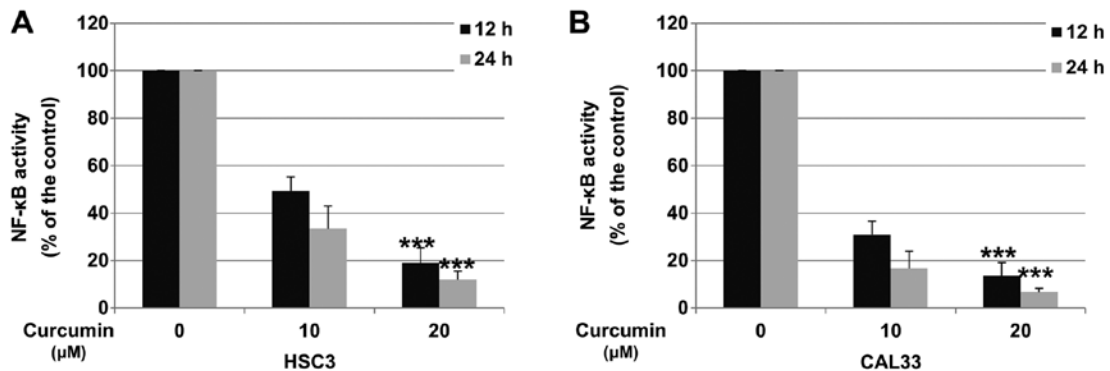 A
NF-κB activity
(% of the control)
120
100
80
60
40
20
0
12 h
24 h
***
***
Curcumin
(μM)
0 10 20
HSC3
B
NF-κB activity
(% of the control)
120
100
80
60
40
20
0
12 h
24 h
***
***
Curcumin
(μM)
0 10 20
CAL33